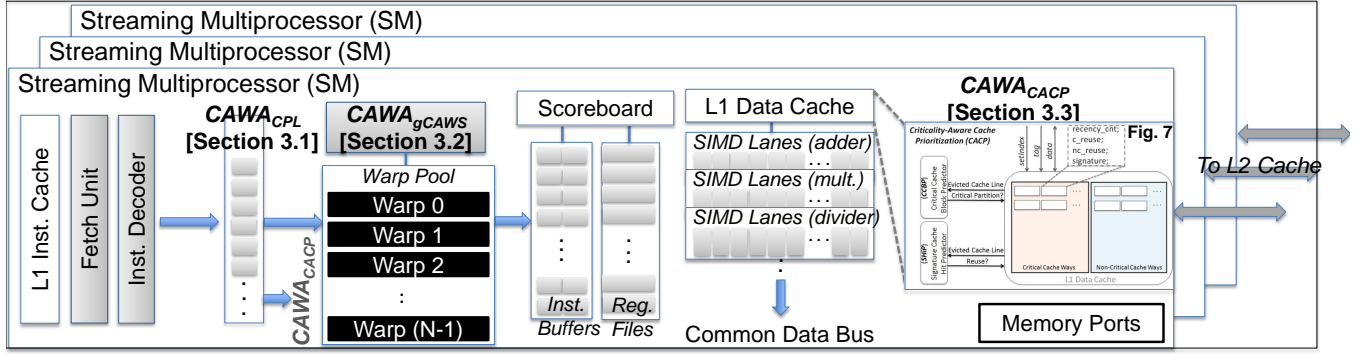 Streaming Multiprocessor (SM)
Streaming Multiprocessor (SM)
Streaming Multiprocessor (SM)
L1 Inst. Cache
Fetch Unit
Inst. Decoder
CAWA_CPL
[Section 3.1]
CAWA_CACP
CAWA_gCAWS
[Section 3.2]
Warp Pool
Warp 0
Warp 1
Warp 2
:
Warp (N-1)
Scoreboard
Inst.
Buffers
Reg.
Files
L1 Data Cache
SIMD Lanes (adder)
...
SIMD Lanes (mult.)
...
SIMD Lanes (divider)
...
Common Data Bus
CAWA_CACP
[Section 3.3]
Criticality-Aware Cache
Prioritization (CACP)
setIndex
tag
data
recency_cnt;
c_reuse;
nc_reuse;
signature;
Fig. 7
(CCBP)
Critical Cache
Block Predictor
Evicted Cache Line
Critical Partition?
(SHiP)
Signature Cache
Hit Predictor
Evicted Cache Line
Reuse?
Critical Cache Ways
Non-Critical Cache Ways
L1 Data Cache
Memory Ports
To L2 Cache